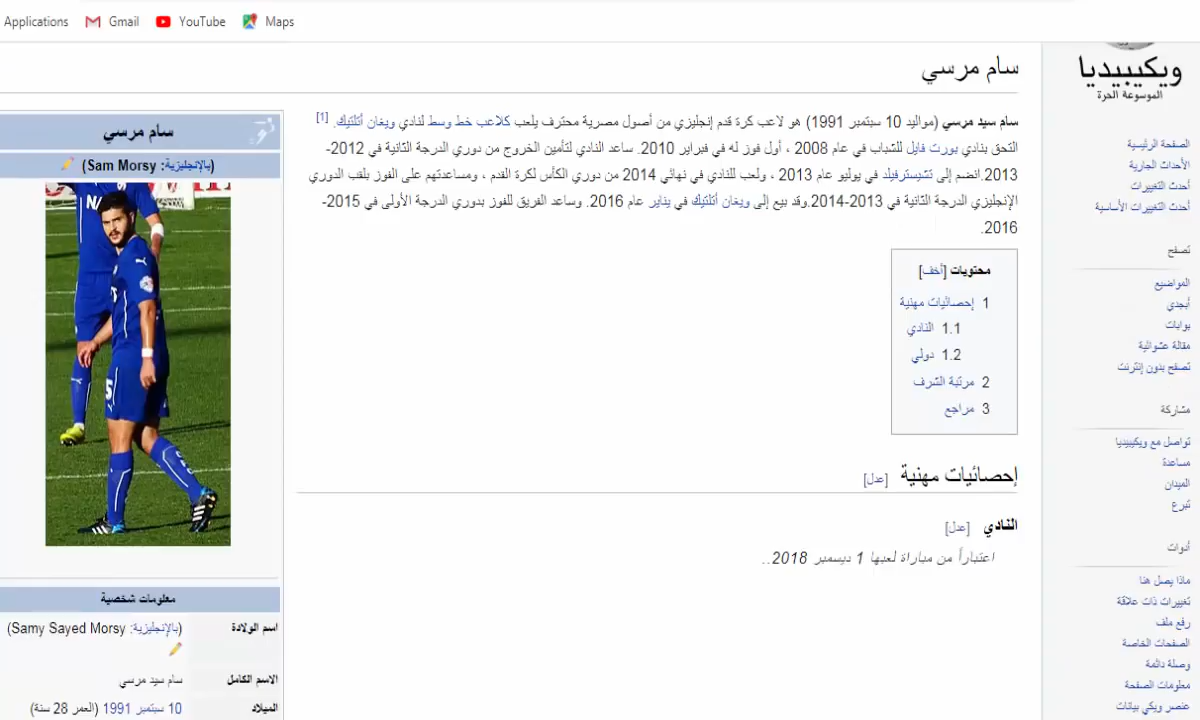 Applications Gmail YouTube Maps
ويكيبيديا
الموسوعة الحرة
الصفحة الرئيسية
الأحداث الجارية
أحدث التغييرات
أحدث التغييرات الأساسية
تصفح
المواضيع
أبجدي
بوابات
مقالة عشوائية
تصفح بدون إنترنت
مشاركة
تواصل مع ويكيبيديا
مساعدة
الميدان
تبرع
أدوات
ماذا يصل هنا
تغييرات ذات علاقة
رفع ملف
الصفحات الخاصة
وصلة دائمة
معلومات الصفحة
عنصر ويكي بيانات
سام مرسي
سام سيد مرسي (مواليد 10 سبتمبر 1991) هو لاعب كرة قدم إنجليزي من أصول مصرية محترف يلعب كلاعب خط وسط لنادي ويغان أتلتيك. [1]
التحق بنادي بورت فايل للشباب في عام 2008 ، أول فوز له في فبراير 2010. ساعد النادي لتأمين الخروج من دوري الدرجة الثانية في 2012-
2013.انضم إلى تشيسترفيلد في يوليو عام 2013 ، ولعب للنادي في نهائي 2014 من دوري الكأس لكرة القدم ، ومساعدتهم على الفوز بلقب الدوري
الإنجليزي الدرجة الثانية في 2013-2014.وقد بيع إلى ويغان أتلتيك في يناير عام 2016. وساعد الفريق للفوز بدوري الدرجة الأولى في 2015-
2016.
محتويات [أخف]
1 إحصائيات مهنية
1.1 النادي
1.2 دولي
2 مرتبة الشرف
3 مراجع
إحصائيات مهنية [عدل]
النادي [عدل]
اعتباراً من مباراة لعبها 1 ديسمبر 2018..
سام مرسي
(بالإنجليزية: Sam Morsy)
معلومات شخصية
اسم الولادة (بالإنجليزية: Samy Sayed Morsy)
الاسم الكامل سام سيد مرسي
الميلاد 10 سبتمبر 1991 (العمر 28 سنة)